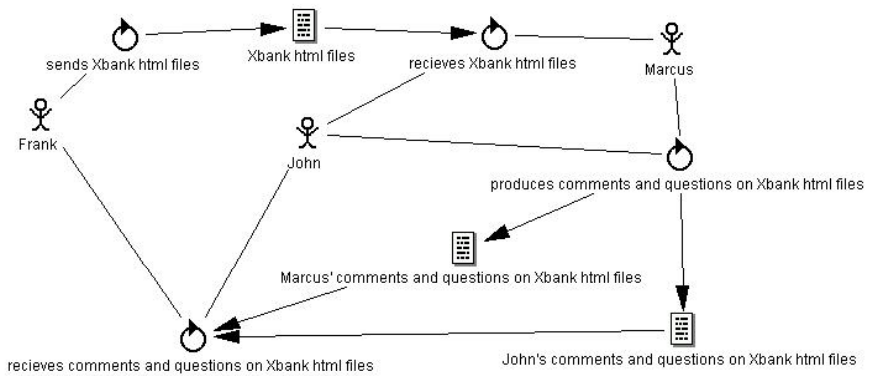 sends Xbank html files
Xbank html files
recieves Xbank html files
Marcus
Frank
John
produces comments and questions on Xbank html files
Marcus' comments and questions on Xbank html files
recieves comments and questions on Xbank html files
John's comments and questions on Xbank html files